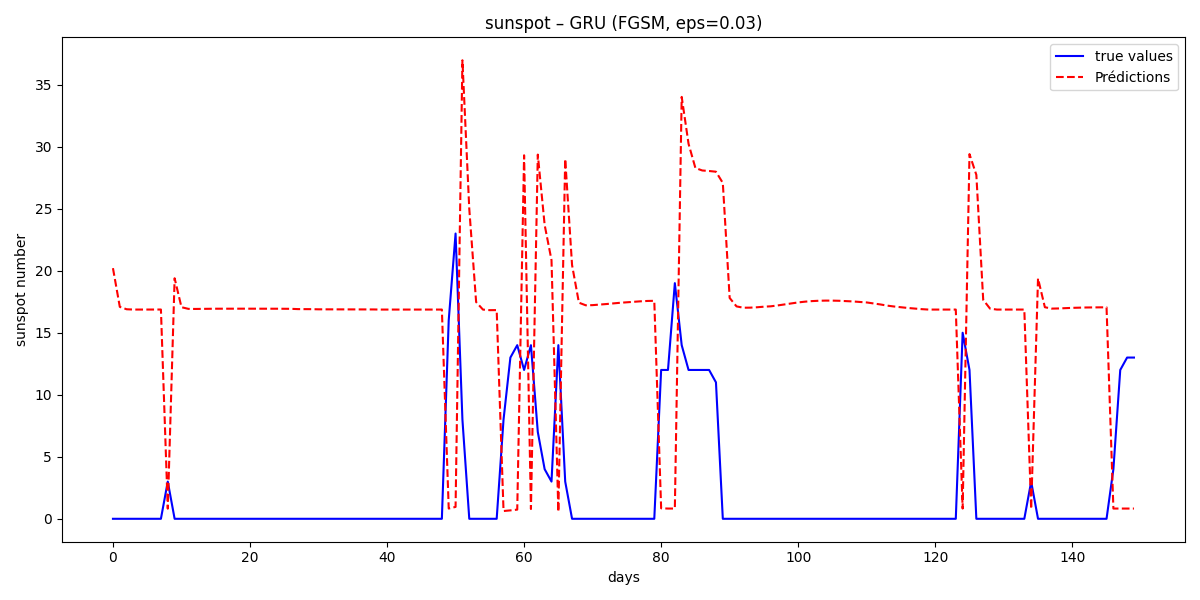 sunspot – GRU (FGSM, eps=0.03)
true values
Prédictions
sunspot number
35
30
25
20
15
10
5
0
0 20 40 60 80 100 120 140
days